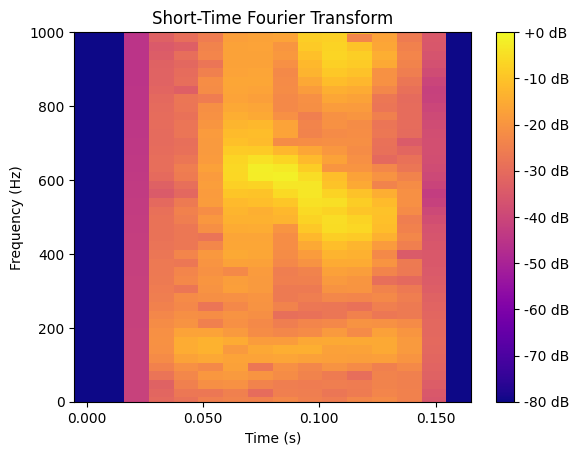 Short-Time Fourier Transform
1000
800
600
400
200
0
Frequency (Hz)
0.000
0.050
0.100
0.150
Time (s)
+0 dB
-10 dB
-20 dB
-30 dB
-40 dB
-50 dB
-60 dB
-70 dB
-80 dB